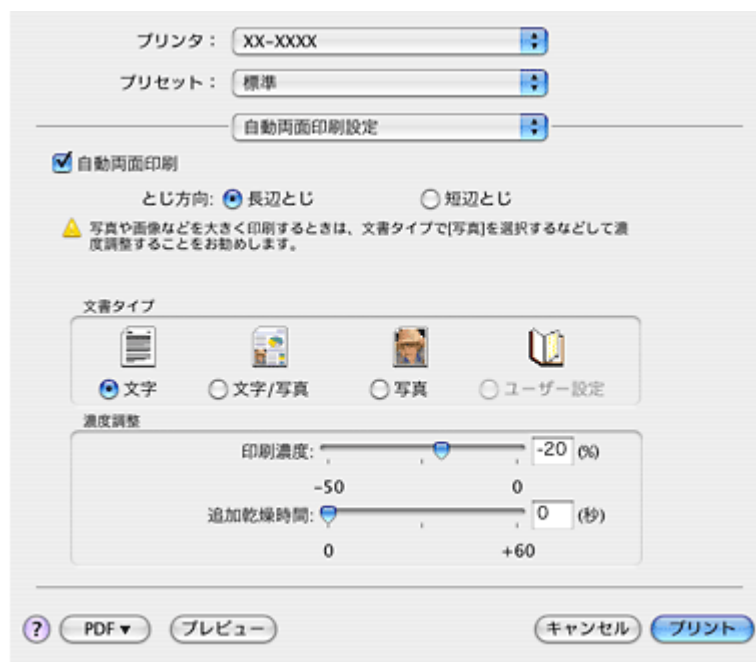 プリンタ： XX-XXXX
プリセット： 標準
自動両面印刷設定
自動両面印刷
とじ方向: 長辺とじ 短辺とじ
写真や画像などを大きく印刷するときは、文書タイプで[写真]を選択するなどして濃
度調整することをお勧めします。
文書タイプ
文字 文字/写真 写真 ユーザー設定
濃度調整
印刷濃度: -20 (%)
-50 0
追加乾燥時間: 0 (秒)
0 +60
? PDF▼ プレビュー キャンセル プリント